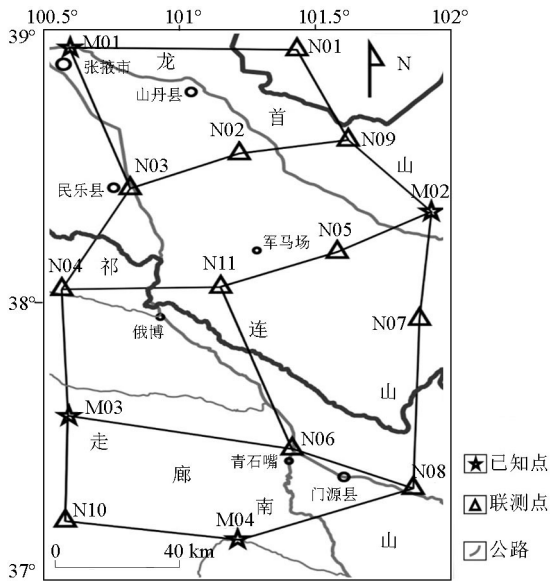 100.5° 101° 101.5° 102°
39°
M01 N01
张掖市 龙 N
山丹县
首
N02 N09
N03 山
民乐县 M02
军马场 N05
祁
N04 N11
38°
俄博 连 N07
山
M03
走 N06
青石嘴 N08
廊 门源县
N10 南
M04 山
0 40 km
37°
已知点
联测点
公路